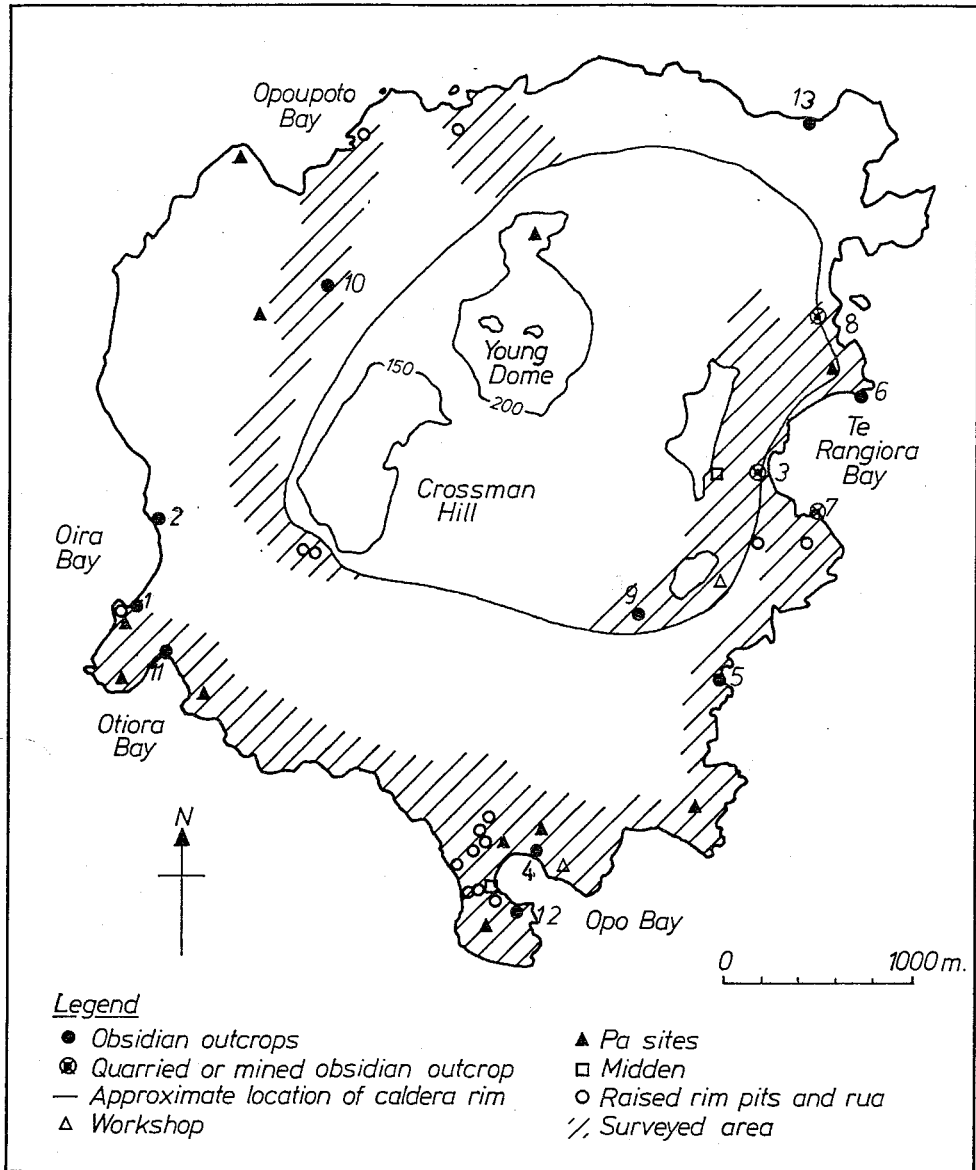 13
Opoupoto
Bay
10
8
Young
Dome
150
200
6
Te
Rangiora
Bay
3
Crossman
Hill
7
2
Oira
Bay
9
1
11
5
Otiora
Bay
N
4
12
Opo Bay
0 1000 m.
Legend
Obsidian outcrops
Quarried or mined obsidian outcrop
Approximate location of caldera rim
Workshop
Pa sites
Midden
Raised rim pits and rua
Surveyed area